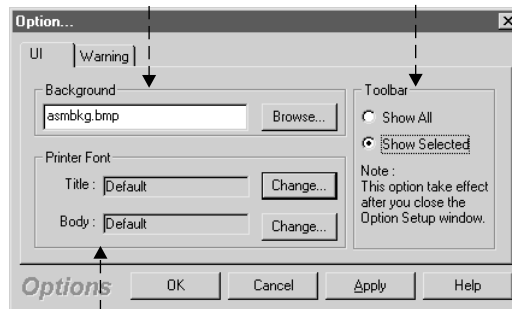 Option...
UI
Warning
Background
asmbkg.bmp
Browse...
Printer Font
Title :
Default
Change...
Body :
Default
Change...
Toolbar
Show All
Show Selected
Note :
This option take effect
after you close the
Option Setup window.
Options
OK
Cancel
Apply
Help